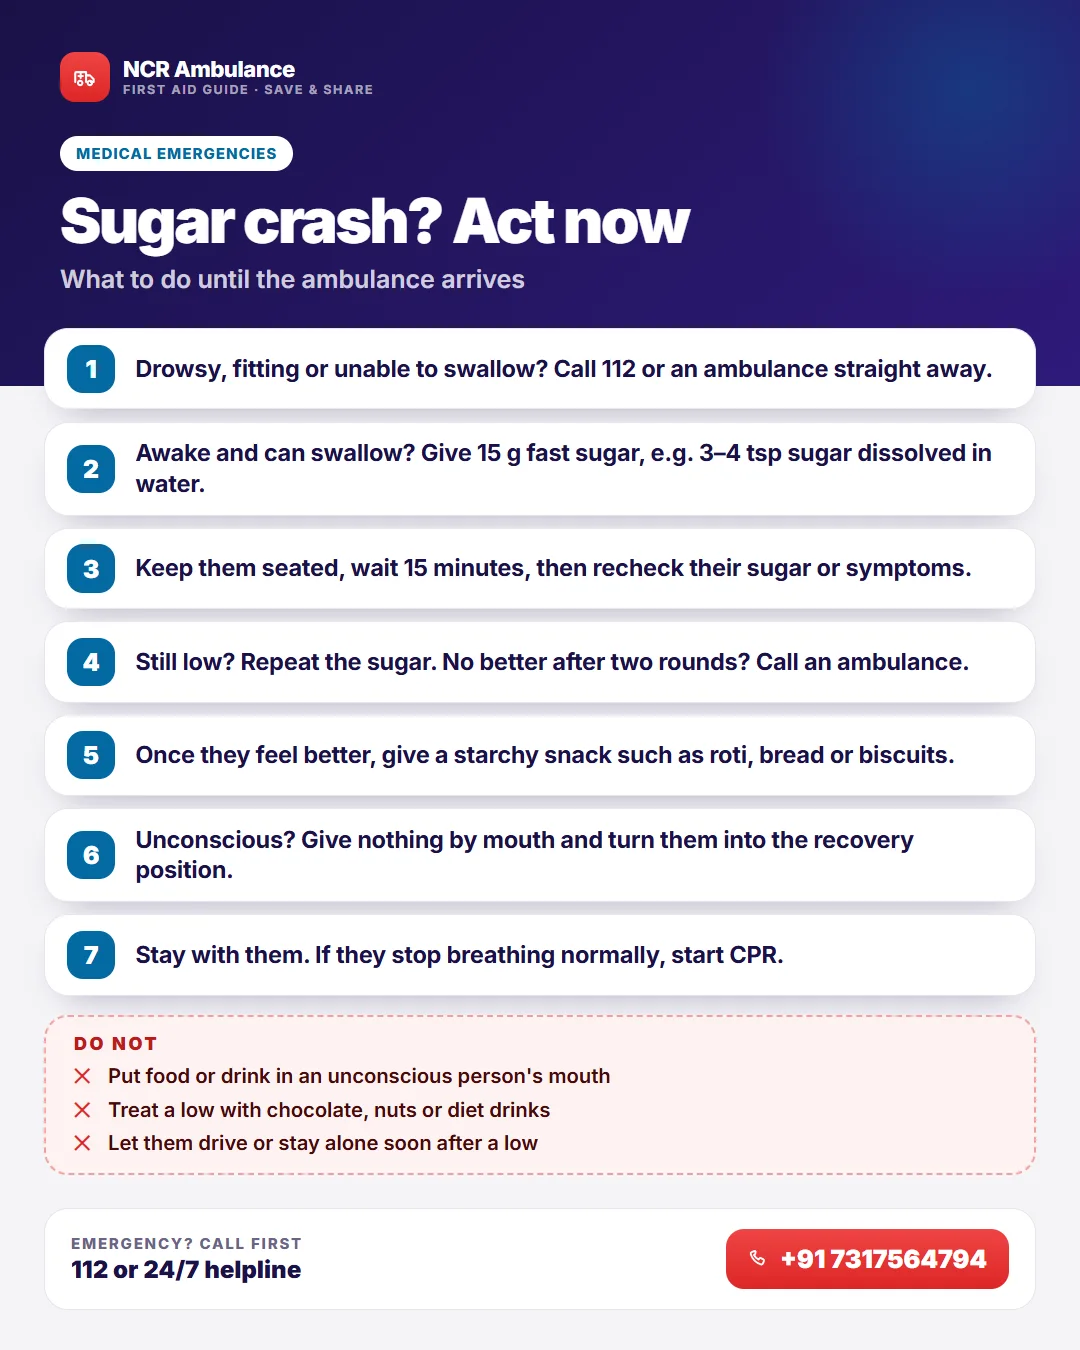 NCR Ambulance
FIRST AID GUIDE · SAVE & SHARE
MEDICAL EMERGENCIES
Sugar crash? Act now
What to do until the ambulance arrives
1 Drowsy, fitting or unable to swallow? Call 112 or an ambulance straight away.
2 Awake and can swallow? Give 15 g fast sugar, e.g. 3–4 tsp sugar dissolved in
water.
3 Keep them seated, wait 15 minutes, then recheck their sugar or symptoms.
4 Still low? Repeat the sugar. No better after two rounds? Call an ambulance.
5 Once they feel better, give a starchy snack such as roti, bread or biscuits.
6 Unconscious? Give nothing by mouth and turn them into the recovery
position.
7 Stay with them. If they stop breathing normally, start CPR.
DO NOT
Put food or drink in an unconscious person's mouth
Treat a low with chocolate, nuts or diet drinks
Let them drive or stay alone soon after a low
EMERGENCY? CALL FIRST
112 or 24/7 helpline
+91 7317564794